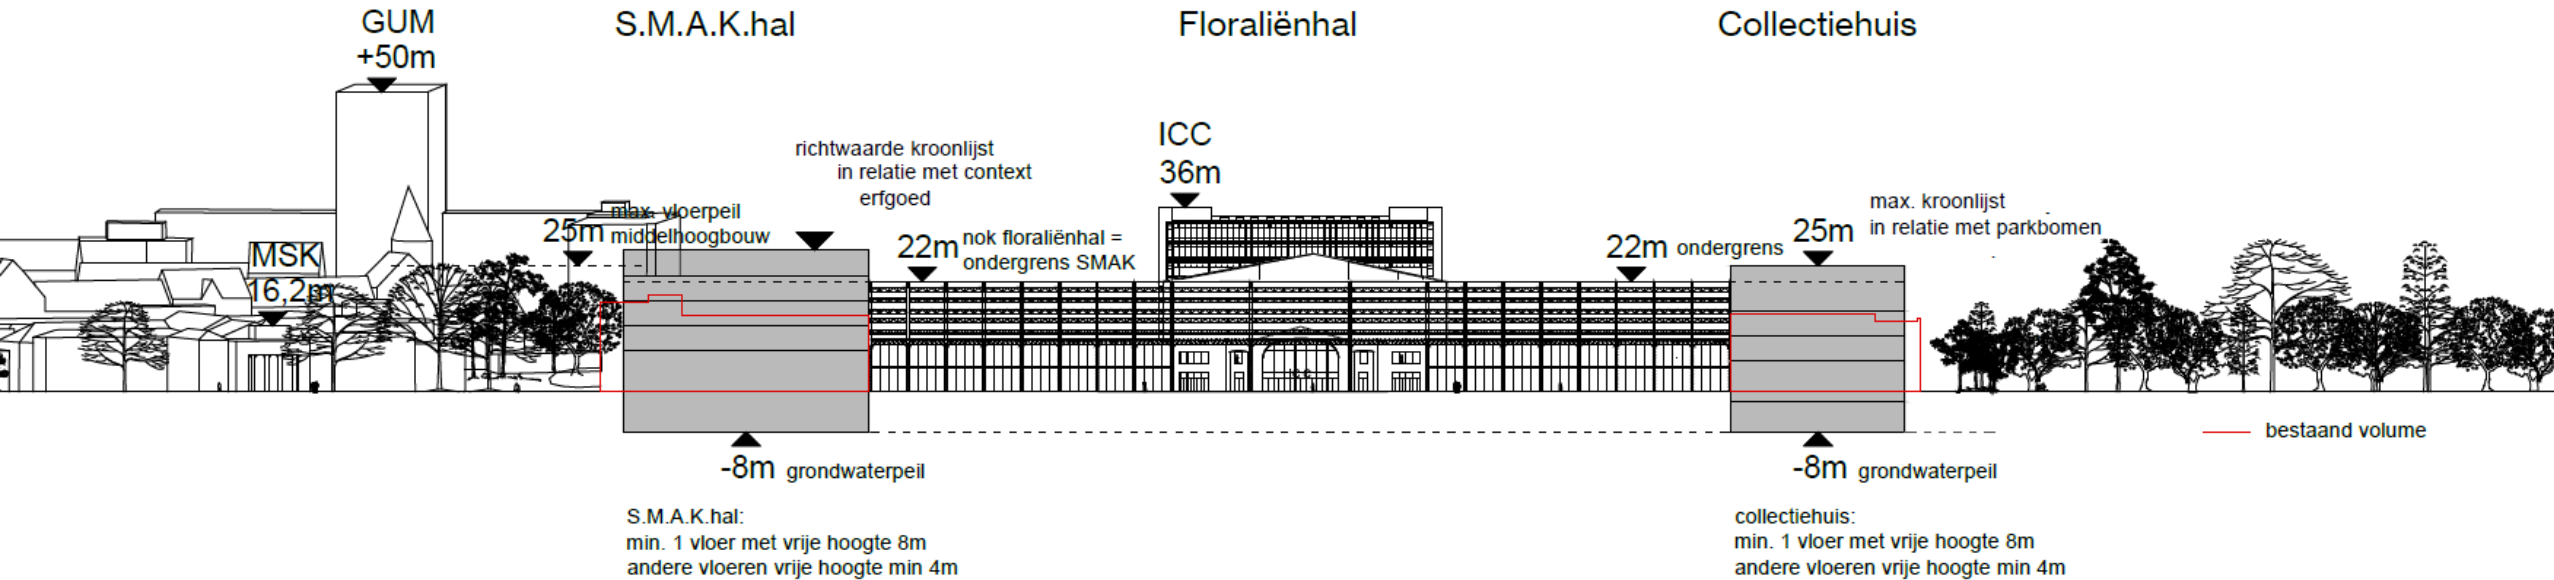 GUM
+50m
S.M.A.K.hal
Floraliënhal
Collectiehuis
richtwaarde kroonlijst
in relatie met context
erfgoed
ICC
36m
max. vloerpeil
25m middelhoogbouw
MSK
16,2m
22m nok floraliënhal =
ondergrens SMAK
22m ondergrens
25m max. kroonlijst
in relatie met parkbomen
ICC
-8m grondwaterpeil
-8m grondwaterpeil
bestaand volume
S.M.A.K.hal:
min. 1 vloer met vrije hoogte 8m
andere vloeren vrije hoogte min 4m
collectiehuis:
min. 1 vloer met vrije hoogte 8m
andere vloeren vrije hoogte min 4m